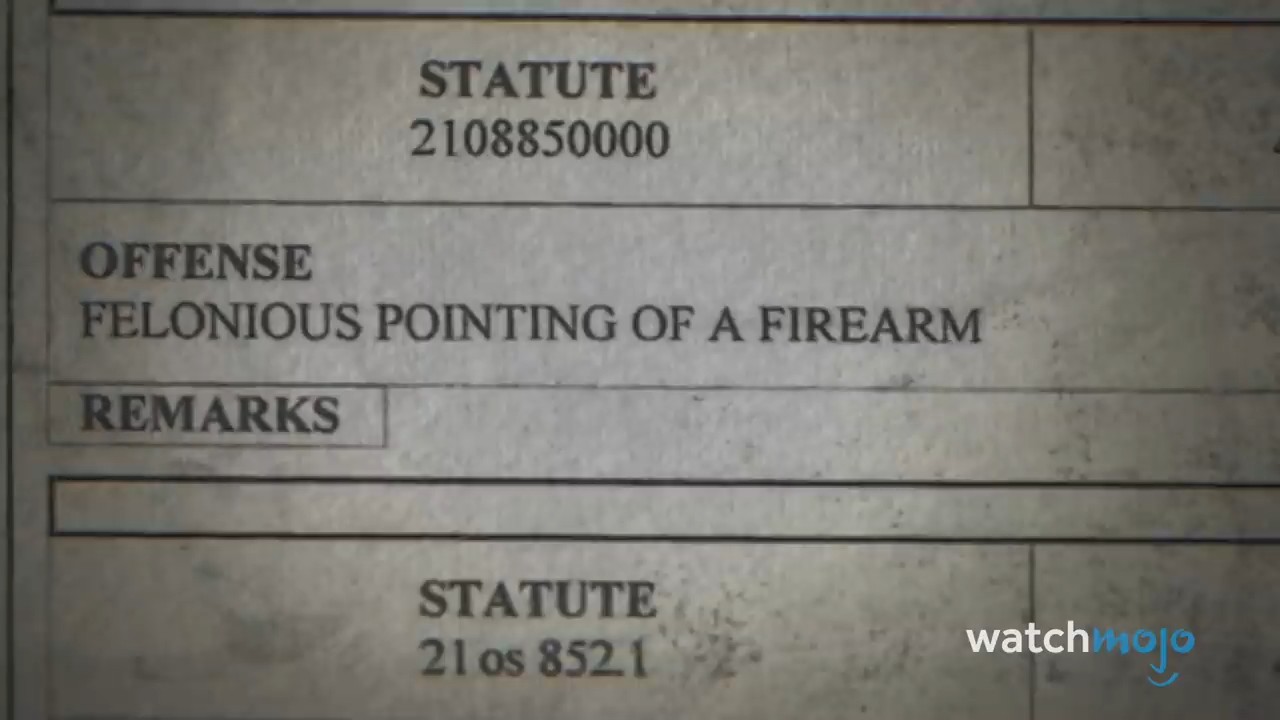 STATUTE
2108850000
OFFENSE
FELONIOUS POINTING OF A FIREARM
REMARKS
STATUTE
21 os 852.1
watchmojo